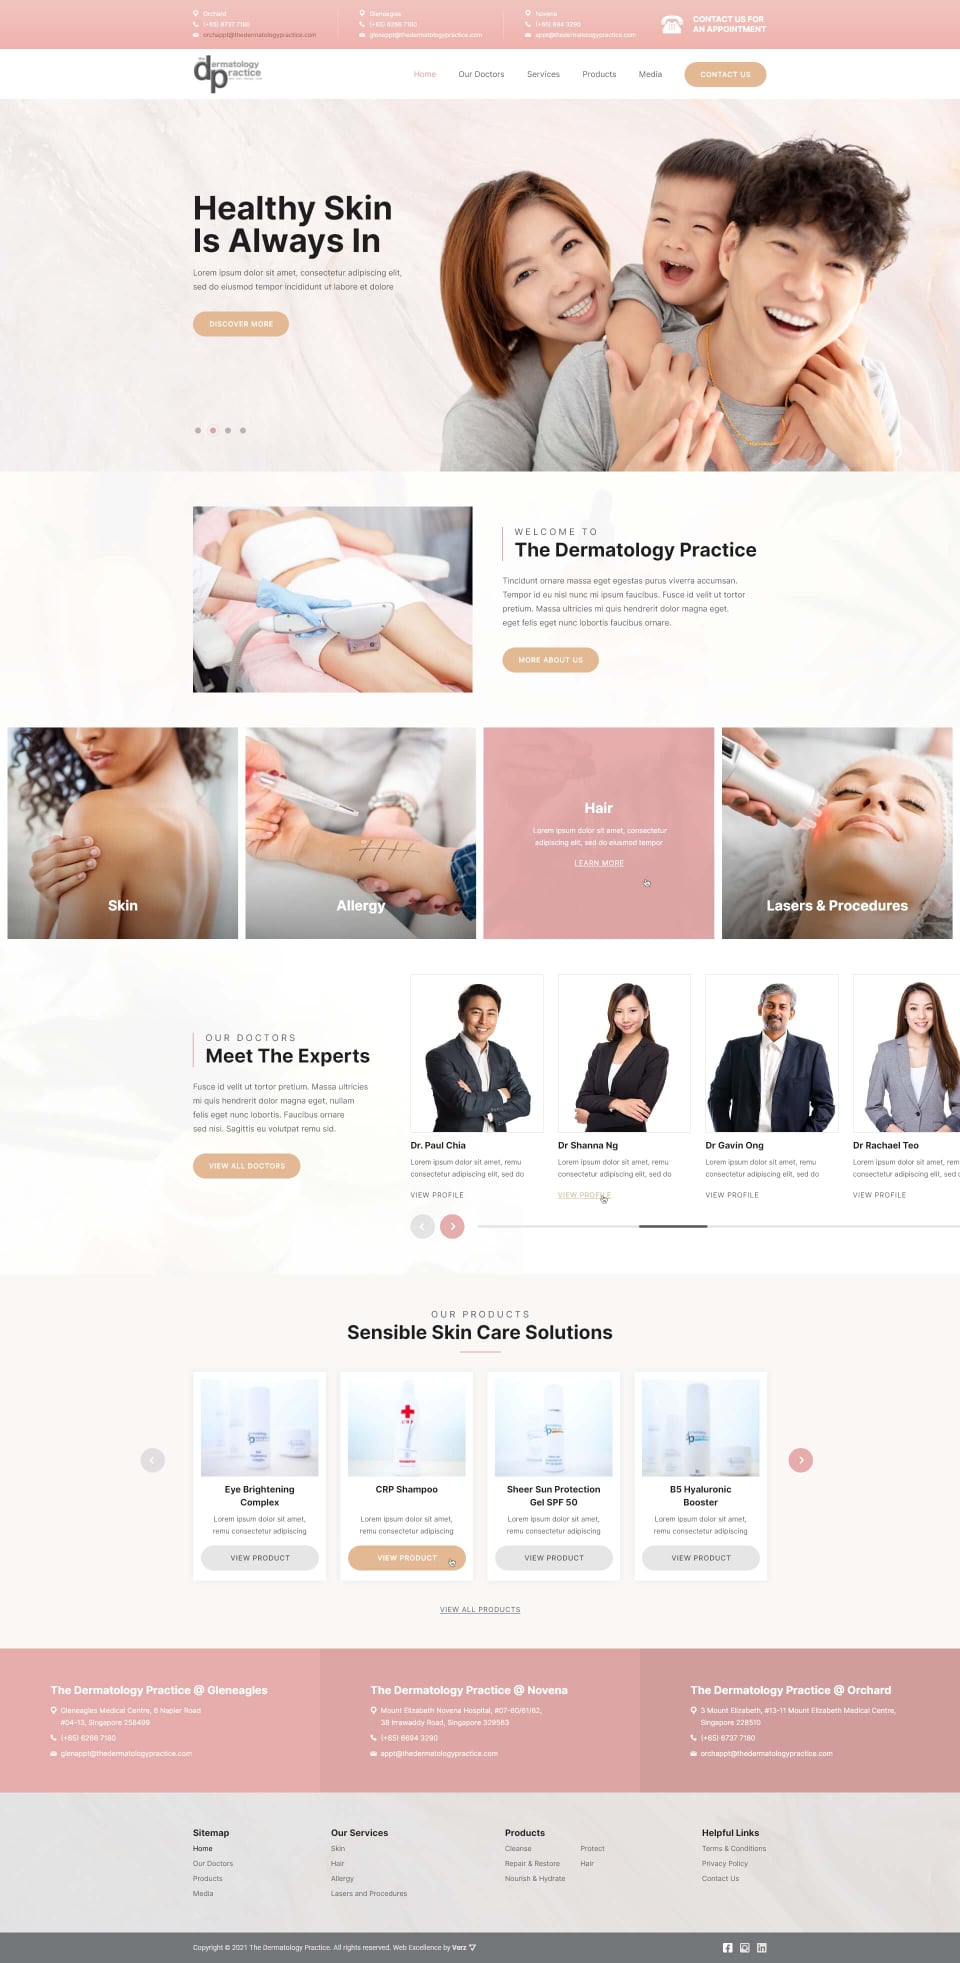 Orchard
(+65) 6737 7180
orchappt@thedermatologypractice.com
Gleneagles
(+65) 6266 7180
glenappt@thedermatologypractice.com
Novena
(+65) 694 3290
appt@thedermatologypractice.com
CONTACT US FOR
AN APPOINTMENT
the dermatology
practice
Home
Our Doctors
Services
Products
Media
CONTACT US
Healthy Skin
Is Always In
Lorem ipsum dolor sit amet, consectetur adipiscing elit,
sed do eiusmod tempor incididunt ut labore et dolore
DISCOVER MORE
WELCOME TO
The Dermatology Practice
Tincidunt ornare massa eget egestas purus viverra accumsan.
Tempor id eu nisl nunc mi ipsum faucibus. Fusce id velit ut tortor
pretium. Massa ultricies mi quis hendrerit dolor magna eget.
eget felis eget nunc lobortis faucibus ornare.
MORE ABOUT US
Skin
Allergy
Hair
Lorem ipsum dolor sit amet, consectetur
adipiscing elit, sed do eiusmod tempor
LEARN MORE
Lasers & Procedures
OUR DOCTORS
Meet The Experts
Fusce id velit ut tortor pretium. Massa ultricies
mi quis hendrerit dolor magna eget, nullam
felis eget nunc lobortis. Faucibus ornare
sed nisi. Sagittis eu volutpat remu sid.
VIEW ALL DOCTORS
Dr. Paul Chia
Lorem ipsum dolor sit amet, remu
consectetur adipiscing elit, sed do
VIEW PROFILE
Dr Shanna Ng
Lorem ipsum dolor sit amet, remu
consectetur adipiscing elit, sed do
VIEW PROFILE
Dr Gavin Ong
Lorem ipsum dolor sit amet, remu
consectetur adipiscing elit, sed do
VIEW PROFILE
Dr Rachael Teo
Lorem ipsum dolor sit amet,
consectetur adipiscing elit,
VIEW PROFILE
OUR PRODUCTS
Sensible Skin Care Solutions
CRP
Eye Brightening
Complex
Lorem ipsum dolor sit amet,
remu consectetur adipiscing
VIEW PRODUCT
CRP Shampoo
Lorem ipsum dolor sit amet,
remu consectetur adipiscing
VIEW PRODUCT
Sheer Sun Protection
Gel SPF 50
Lorem ipsum dolor sit amet,
remu consectetur adipiscing
VIEW PRODUCT
B5 Hyaluronic
Booster
Lorem ipsum dolor sit amet,
remu consectetur adipiscing
VIEW PRODUCT
VIEW ALL PRODUCTS
The Dermatology Practice @ Gleneagles
Gleneagles Medical Centre, 6 Napier Road
#04-13, Singapore 258499
(+65) 6266 7180
glenappt@thedermatologypractice.com
The Dermatology Practice @ Novena
Mount Elizabeth Novena Hospital, #07-60/61/62,
38 Irrawaddy Road, Singapore 329563
(+65) 6694 3290
appt@thedermatologypractice.com
The Dermatology Practice @ Orchard
3 Mount Elizabeth, #13-11 Mount Elizabeth Medical Centre,
Singapore 228510
(+65) 6737 7180
orchappt@thedermatologypractice.com
Sitemap
Home
Our Doctors
Products
Media
Our Services
Skin
Hair
Allergy
Lasers and Procedures
Products
Cleanse
Repair & Restore
Nourish & Hydrate
Protect
Hair
Helpful Links
Terms & Conditions
Privacy Policy
Contact Us
Copyright © 2021 The Dermatology Practice. All rights reserved. Web Excellence by Verz